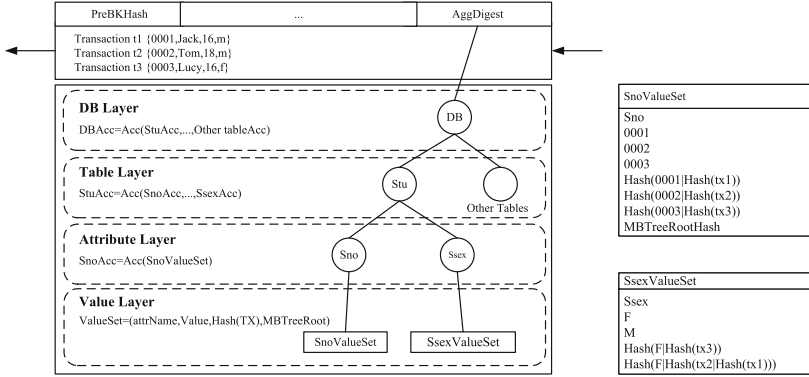 PreBKHash
...
AggDigest
Transaction t1 {0001,Jack,16,m}
Transaction t2 {0002,Tom,18,m}
Transaction t3 {0003,Lucy,16,f}
DB Layer
DBAcc=Acc(StuAcc,...,Other tableAcc)
DB
Table Layer
StuAcc=Acc(SnoAcc,...,SsexAcc)
Stu
Other Tables
Attribute Layer
SnoAcc=Acc(SnoValueSet)
Sno
Ssex
Value Layer
ValueSet=(attrName,Value,Hash(TX),MBTreeRoot)
SnoValueSet
SsexValueSet
SnoValueSet
Sno
0001
0002
0003
Hash(0001|Hash(tx1))
Hash(0002|Hash(tx2))
Hash(0003|Hash(tx3))
MBTreeRootHash
SsexValueSet
Ssex
F
M
Hash(F|Hash(tx3))
Hash(F|Hash(tx2|Hash(tx1)))